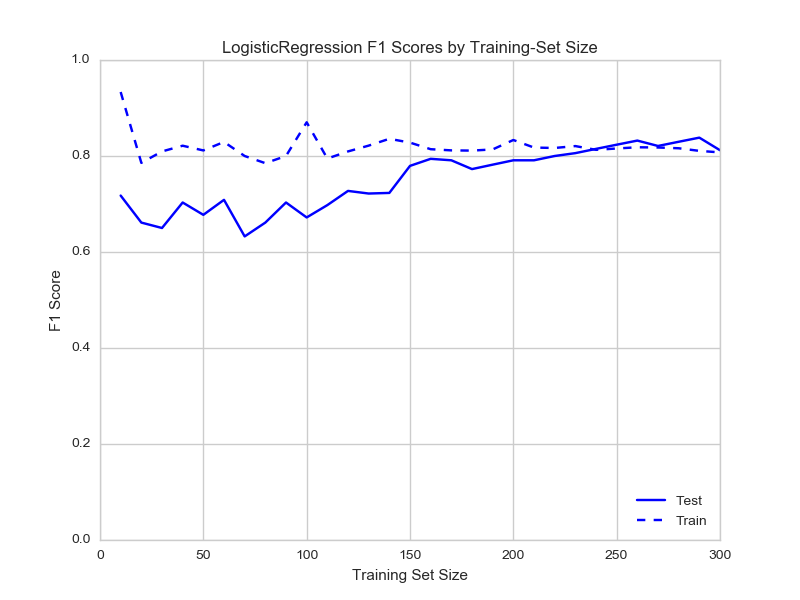 LogisticRegression F1 Scores by Training-Set Size
1.0
0.8
0.6
0.4
0.2
0.0
F1 Score
Test
Train
0 50 100 150 200 250 300
Training Set Size